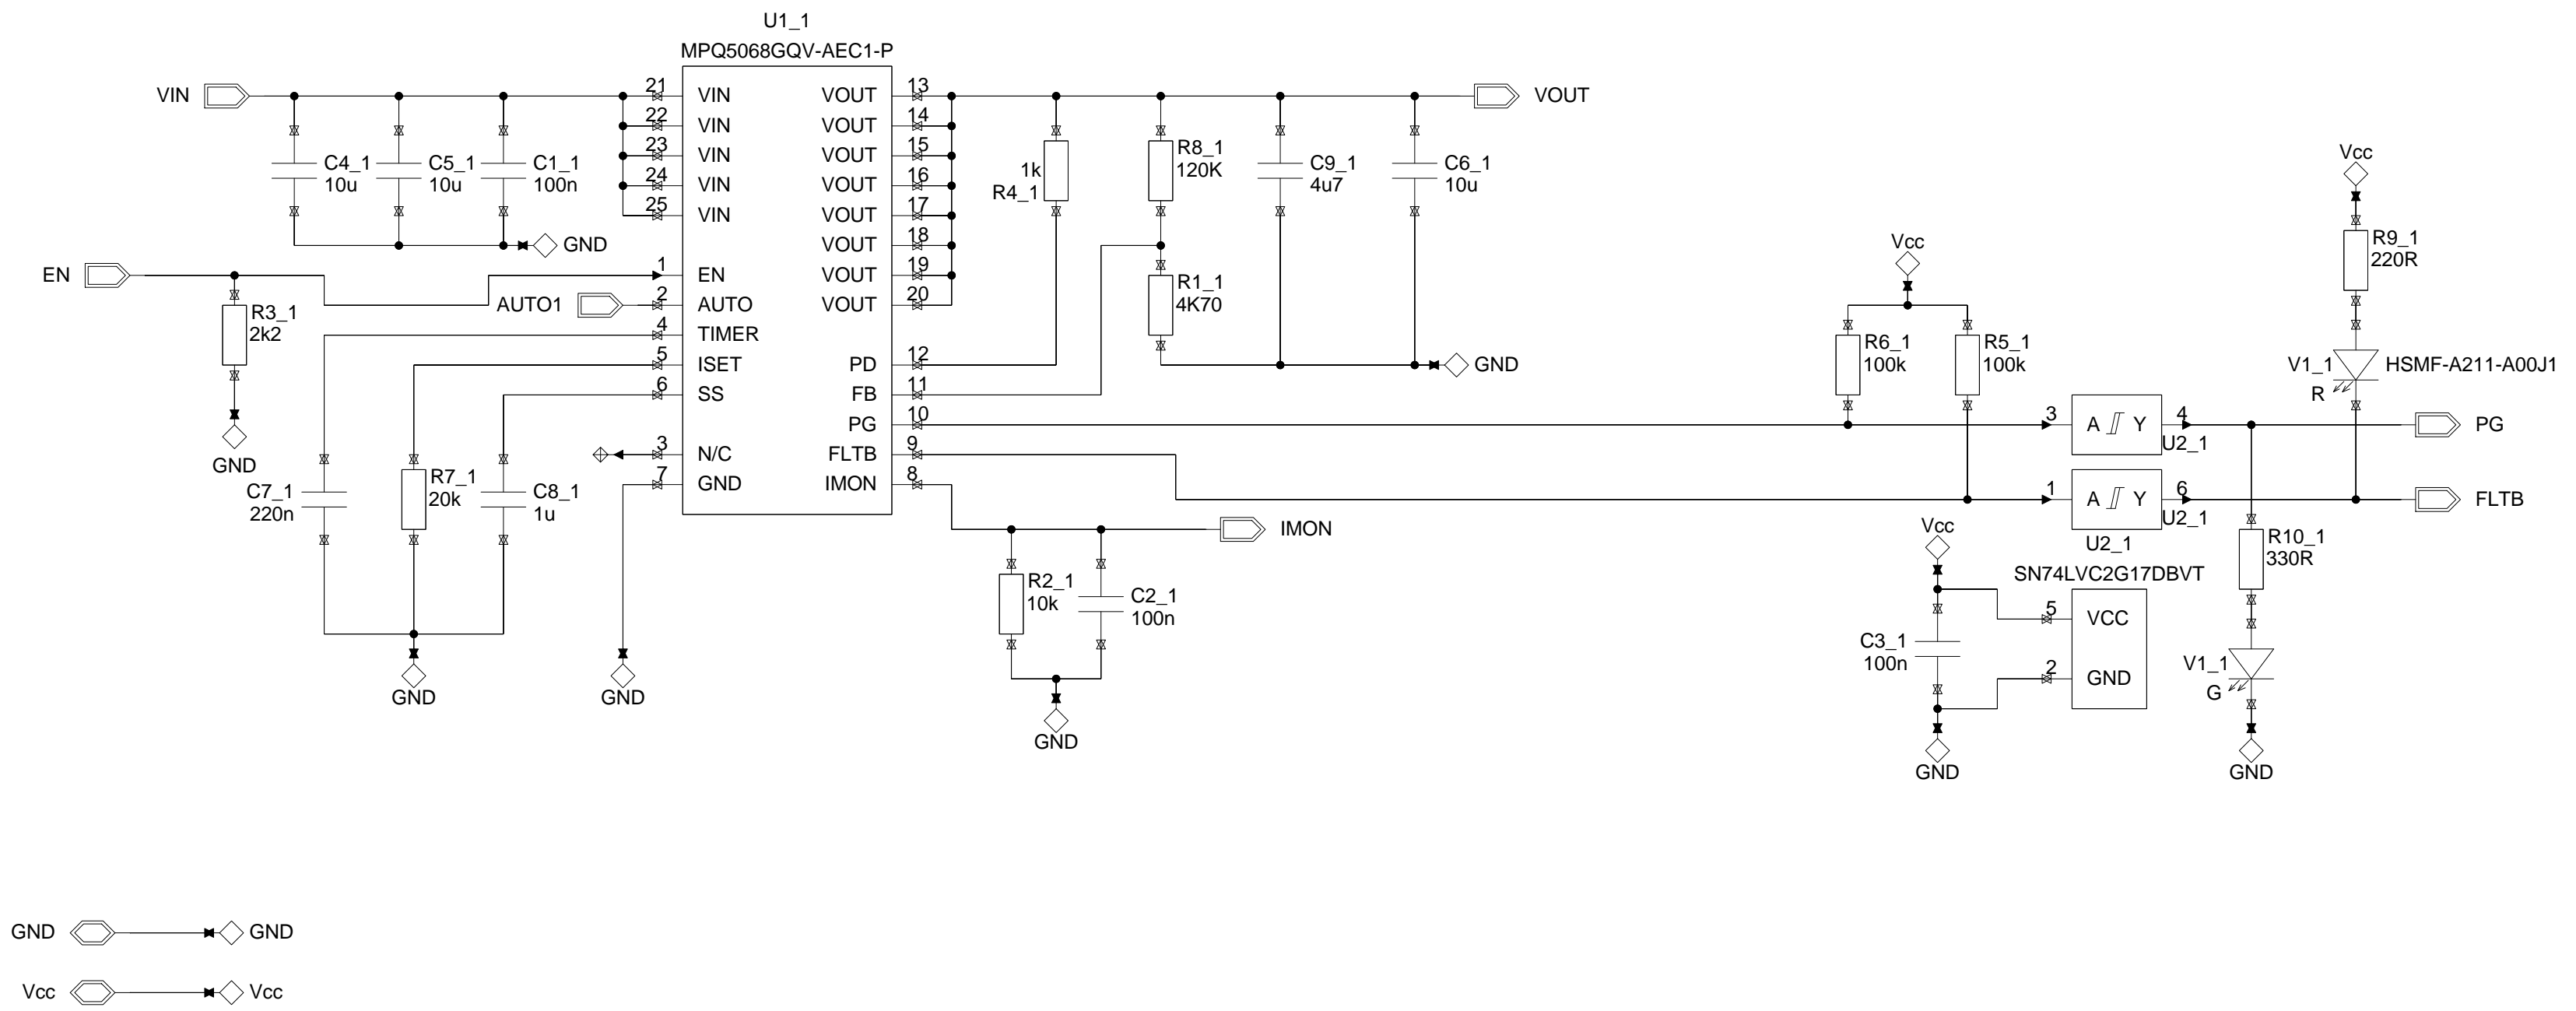 U1_1
MPQ5068GQV-AEC1-P
VIN
C4_1
10u
C5_1
10u
C1_1
100n
GND
21
22
23
24
25
VIN
VIN
VIN
VIN
VIN
VOUT
VOUT
VOUT
VOUT
VOUT
VOUT
VOUT
VOUT
13
14
15
16
17
18
19
20
VOUT
1k
R4_1
R8_1
120K
R1_1
4K70
C9_1
4u7
C6_1
10u
GND
EN
R3_1
2k2
GND
AUTO1
1
2
4
5
6
3
7
EN
AUTO
TIMER
ISET
SS
N/C
GND
PD
FB
PG
FLTB
IMON
12
11
10
9
8
C7_1
220n
R7_1
20k
C8_1
1u
GND
GND
IMON
R2_1
10k
C2_1
100n
GND
Vcc
R6_1
100k
R5_1
100k
Vcc
R9_1
220R
V1_1
R
HSMF-A211-A00J1
3
A
Y
4
U2_1
PG
1
A
Y
6
U2_1
FLTB
U2_1
SN74LVC2G17DBVT
Vcc
5
VCC
2
GND
C3_1
100n
GND
R10_1
330R
V1_1
G
GND
GND
GND
Vcc
Vcc